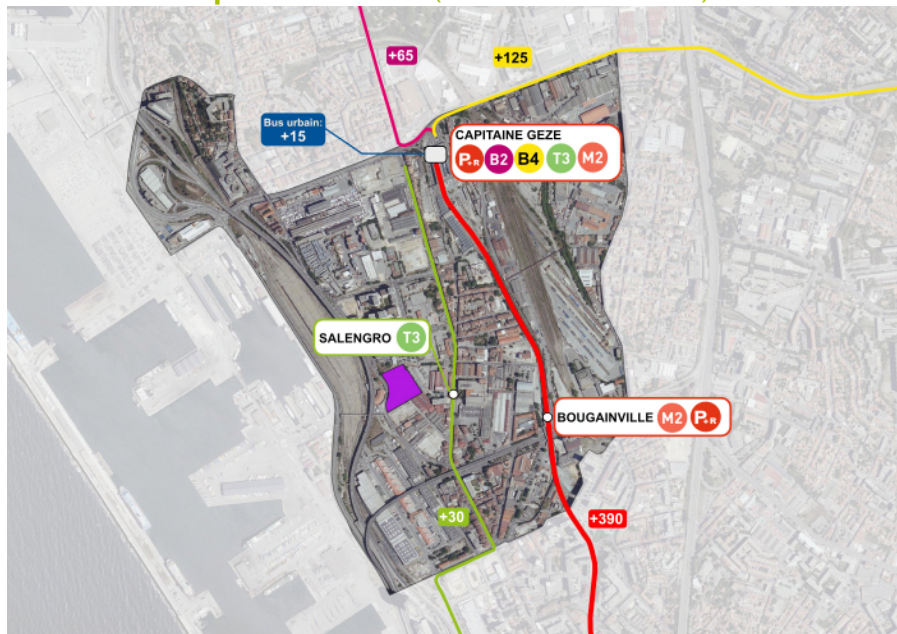 +65
+125
Bus urbain:
+15
CAPITAINE GEZE
P+R B2 B4 T3 M2
SALENGRO T3
BOUGAINVILLE M2 P+R
+30
+390